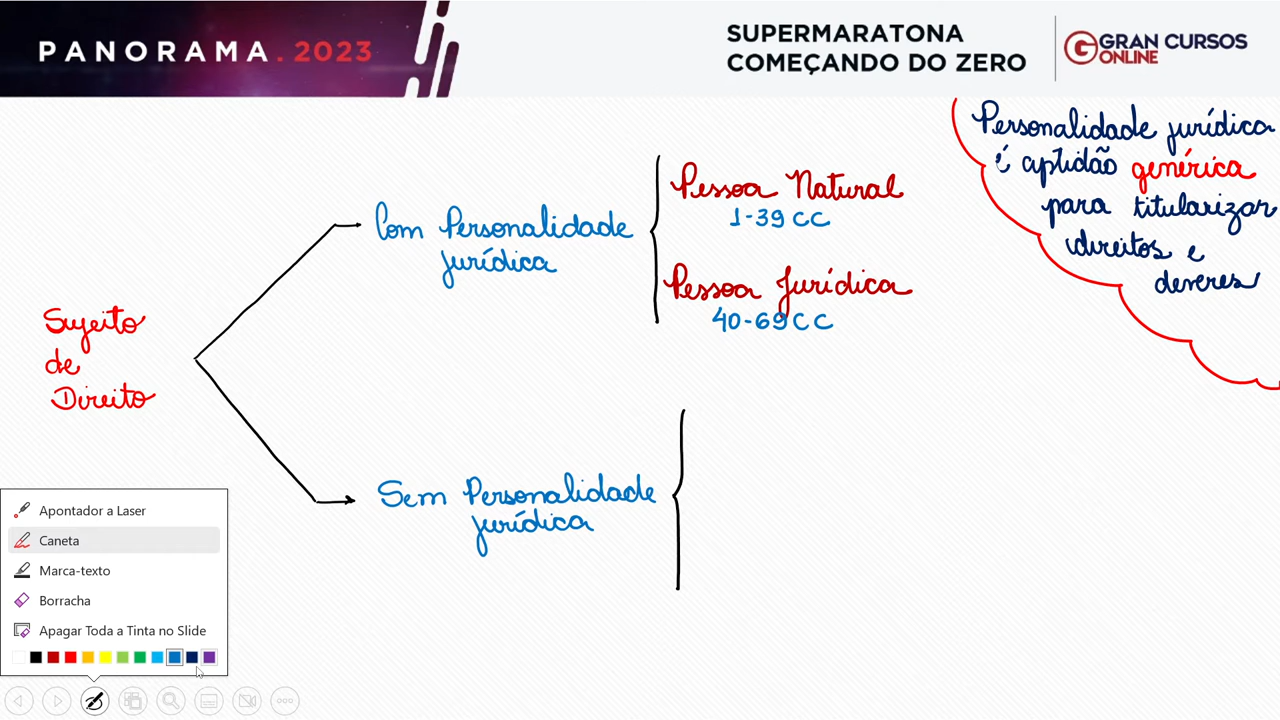 PANORAMA.2023
SUPERMARATONA
COMEÇANDO DO ZERO
GRAN CURSOS
ONLINE
Personalidade jurídica
é aptidão genérica
para titularizar
direitos e
deveres
Pessoa Natural
1-39 CC
Com Personalidade
jurídica
Pessoa Jurídica
40-69 CC
Sujeito
de
Direito
Sem Personalidade
jurídica
Apontador a Laser
Caneta
Marca-texto
Borracha
Apagar Toda a Tinta no Slide